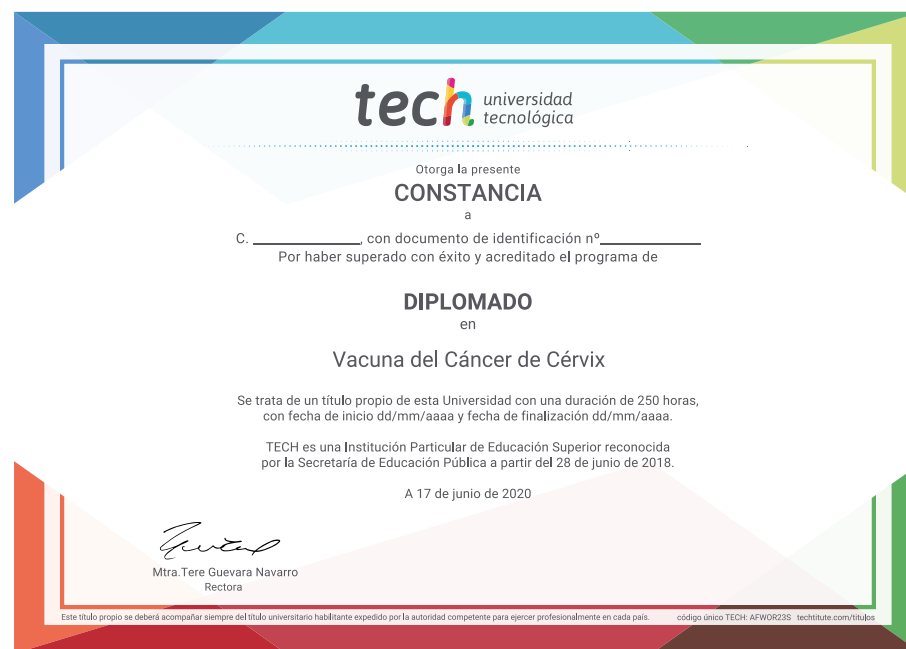 tech universidad
tecnológica
Otorga la presente
CONSTANCIA
a
C. ____________, con documento de identificación nº____________
Por haber superado con éxito y acreditado el programa de
DIPLOMADO
en
Vacuna del Cáncer de Cérvix
Se trata de un título propio de esta Universidad con una duración de 250 horas,
con fecha de inicio dd/mm/aaaa y fecha de finalización dd/mm/aaaa.
TECH es una Institución Particular de Educación Superior reconocida
por la Secretaría de Educación Pública a partir del 28 de junio de 2018.
A 17 de junio de 2020
Mtra.Tere Guevara Navarro
Rectora
Este título propio se deberá acompañar siempre del título universitario habilitante expedido por la autoridad competente para ejercer profesionalmente en cada país. código único TECH: AFWOR23S techtitute.com/titulos